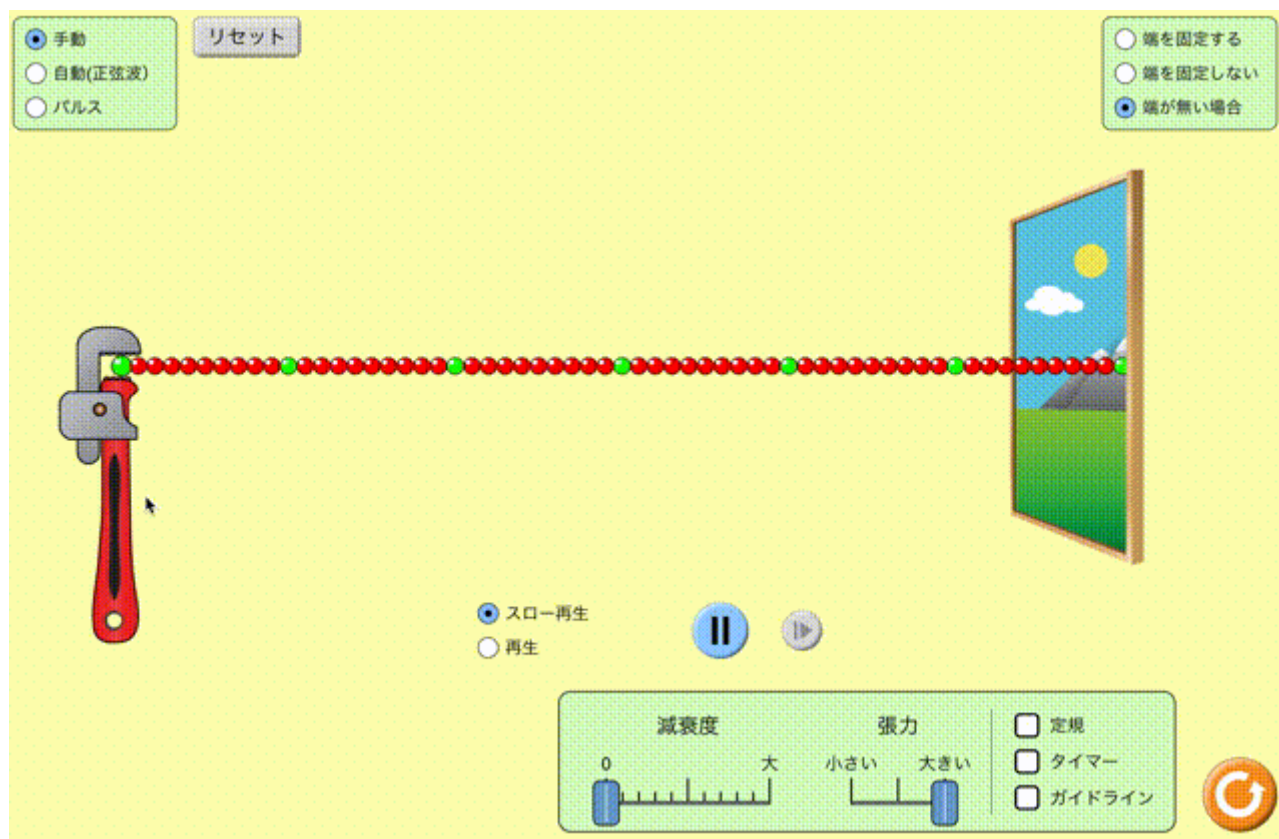 手動
自動(正弦波)
パルス
リセット
端を固定する
端を固定しない
端が無い場合
スロー再生
再生
減衰度
0
大
張力
小さい
大きい
定規
タイマー
ガイドライン